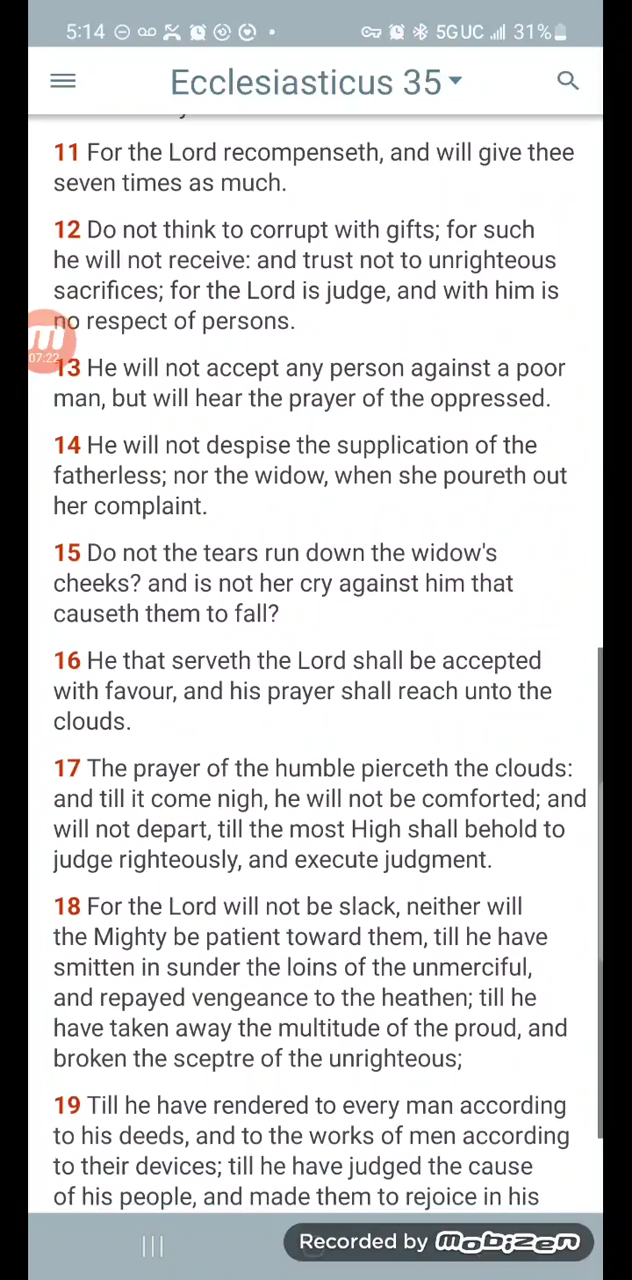 5:14 5G UC 31%
Ecclesiasticus 35
11 For the Lord recompenseth, and will give thee
seven times as much.
12 Do not think to corrupt with gifts; for such
he will not receive: and trust not to unrighteous
sacrifices; for the Lord is judge, and with him is
no respect of persons.
07:22
13 He will not accept any person against a poor
man, but will hear the prayer of the oppressed.
14 He will not despise the supplication of the
fatherless; nor the widow, when she poureth out
her complaint.
15 Do not the tears run down the widow's
cheeks? and is not her cry against him that
causeth them to fall?
16 He that serveth the Lord shall be accepted
with favour, and his prayer shall reach unto the
clouds.
17 The prayer of the humble pierceth the clouds:
and till it come nigh, he will not be comforted; and
will not depart, till the most High shall behold to
judge righteously, and execute judgment.
18 For the Lord will not be slack, neither will
the Mighty be patient toward them, till he have
smitten in sunder the loins of the unmerciful,
and repayed vengeance to the heathen; till he
have taken away the multitude of the proud, and
broken the sceptre of the unrighteous;
19 Till he have rendered to every man according
to his deeds, and to the works of men according
to their devices; till he have judged the cause
of his people, and made them to rejoice in his
Recorded by mobizen